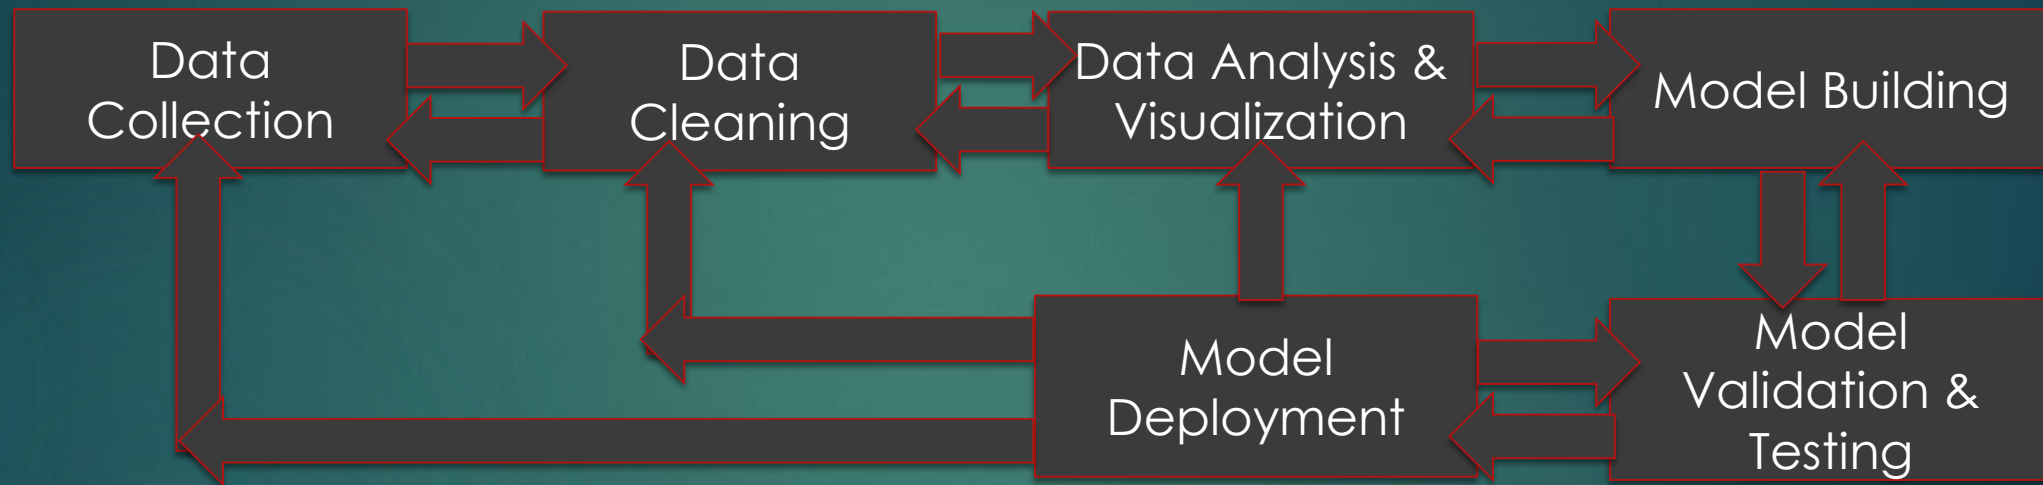 Data
Collection
Data
Cleaning
Data Analysis &
Visualization
Model Building
Model
Deployment
Model
Validation &
Testing